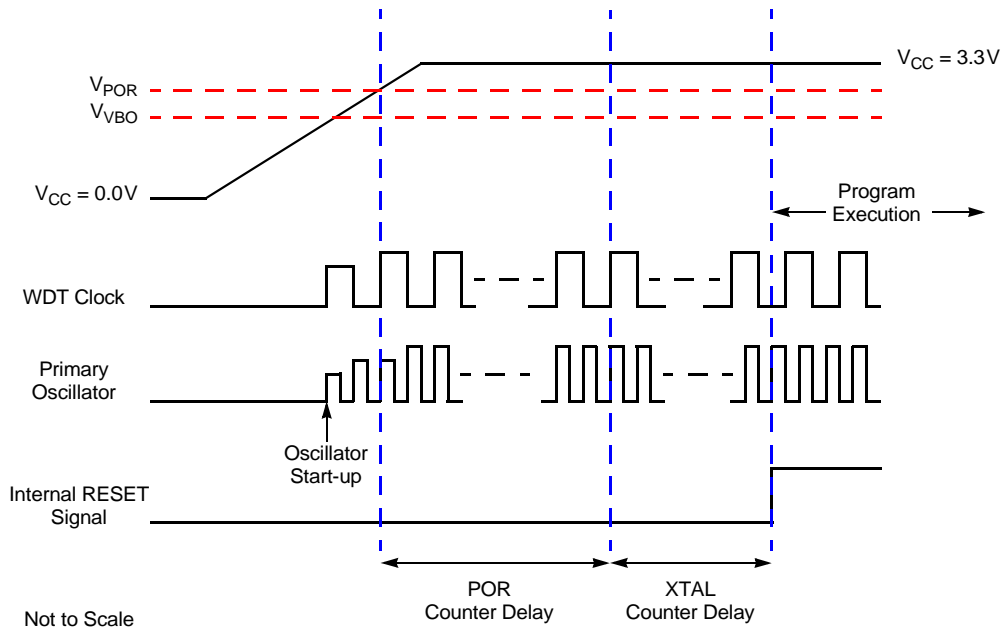 VCC = 3.3V
VPOR
VVBO
VCC = 0.0V
Program
Execution
WDT Clock
Primary
Oscillator
Oscillator
Start-up
Internal RESET
Signal
POR
Counter Delay
XTAL
Counter Delay
Not to Scale